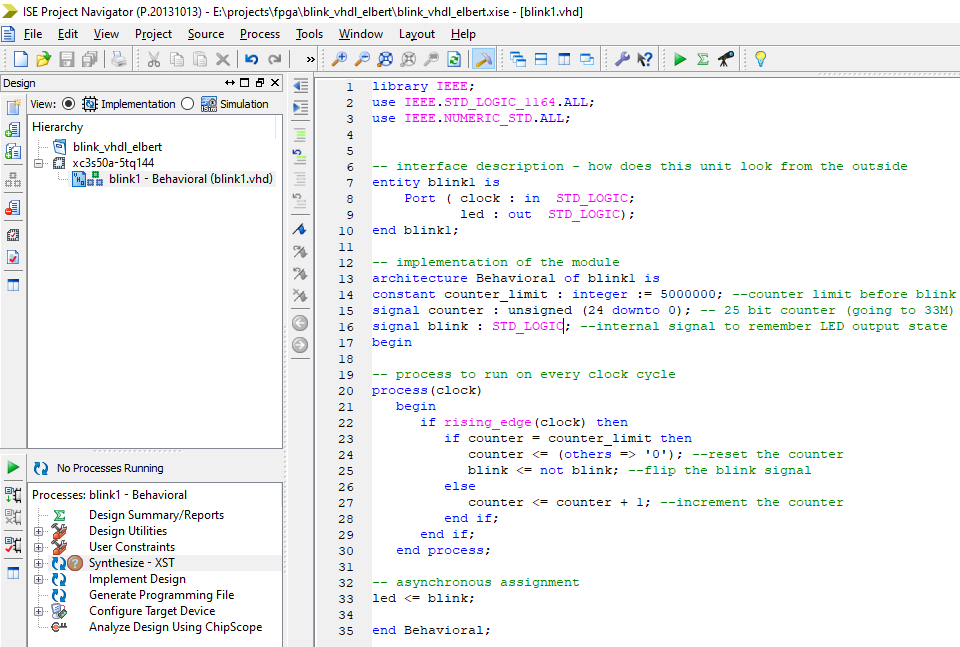 ISE Project Navigator (P.20131013) - E:\projects\fpga\blink_vhdl_elbert\blink_vhdl_elbert.xise - [blink1.vhd]
File Edit View Project Source Process Tools Window Layout Help
Design
View: Implementation Simulation
Hierarchy
blink_vhdl_elbert
xc3s50a-5tq144
blink1 - Behavioral (blink1.vhd)
No Processes Running
Processes: blink1 - Behavioral
Design Summary/Reports
Design Utilities
User Constraints
Synthesize - XST
Implement Design
Generate Programming File
Configure Target Device
Analyze Design Using ChipScope
1 library IEEE;
2 use IEEE.STD_LOGIC_1164.ALL;
3 use IEEE.NUMERIC_STD.ALL;
4
5
6 -- interface description - how does this unit look from the outside
7 entity blink1 is
8 Port ( clock : in STD_LOGIC;
9 led : out STD_LOGIC);
10 end blink1;
11
12 -- implementation of the module
13 architecture Behavioral of blink1 is
14 constant counter_limit : integer := 5000000; --counter limit before blink
15 signal counter : unsigned (24 downto 0); -- 25 bit counter (going to 33M)
16 signal blink : STD_LOGIC; --internal signal to remember LED output state
17 begin
18
19 -- process to run on every clock cycle
20 process(clock)
21 begin
22 if rising_edge(clock) then
23 if counter = counter_limit then
24 counter <= (others => '0'); --reset the counter
25 blink <= not blink; --flip the blink signal
26 else
27 counter <= counter + 1; --increment the counter
28 end if;
29 end if;
30 end process;
31
32 -- asynchronous assignment
33 led <= blink;
34
35 end Behavioral;